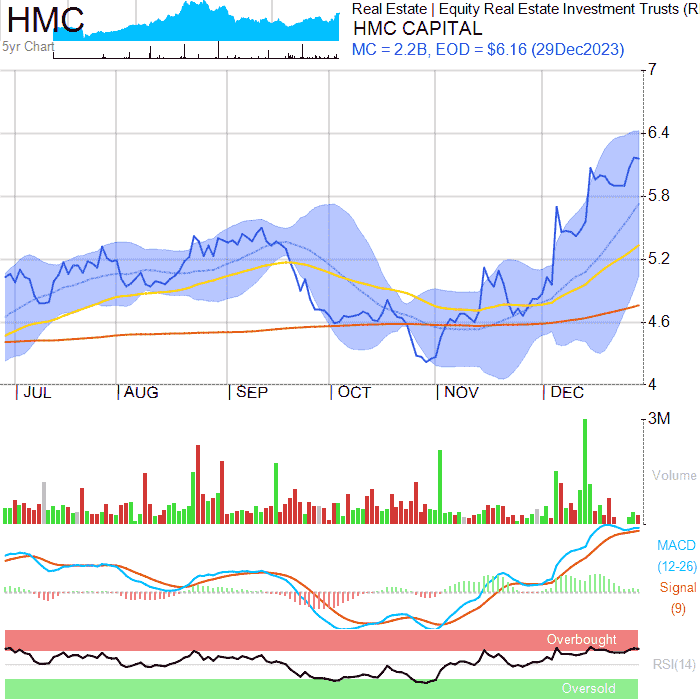 HMC
5yr Chart
Real Estate | Equity Real Estate Investment Trusts (R
HMC CAPITAL
MC = 2.2B, EOD = $6.16 (29Dec2023)
7
6.4
5.8
5.2
4.6
4
JUL AUG SEP OCT NOV DEC
3M
Volume
MACD
(12-26)
Signal
(9)
Overbought
RSI(14)
Oversold